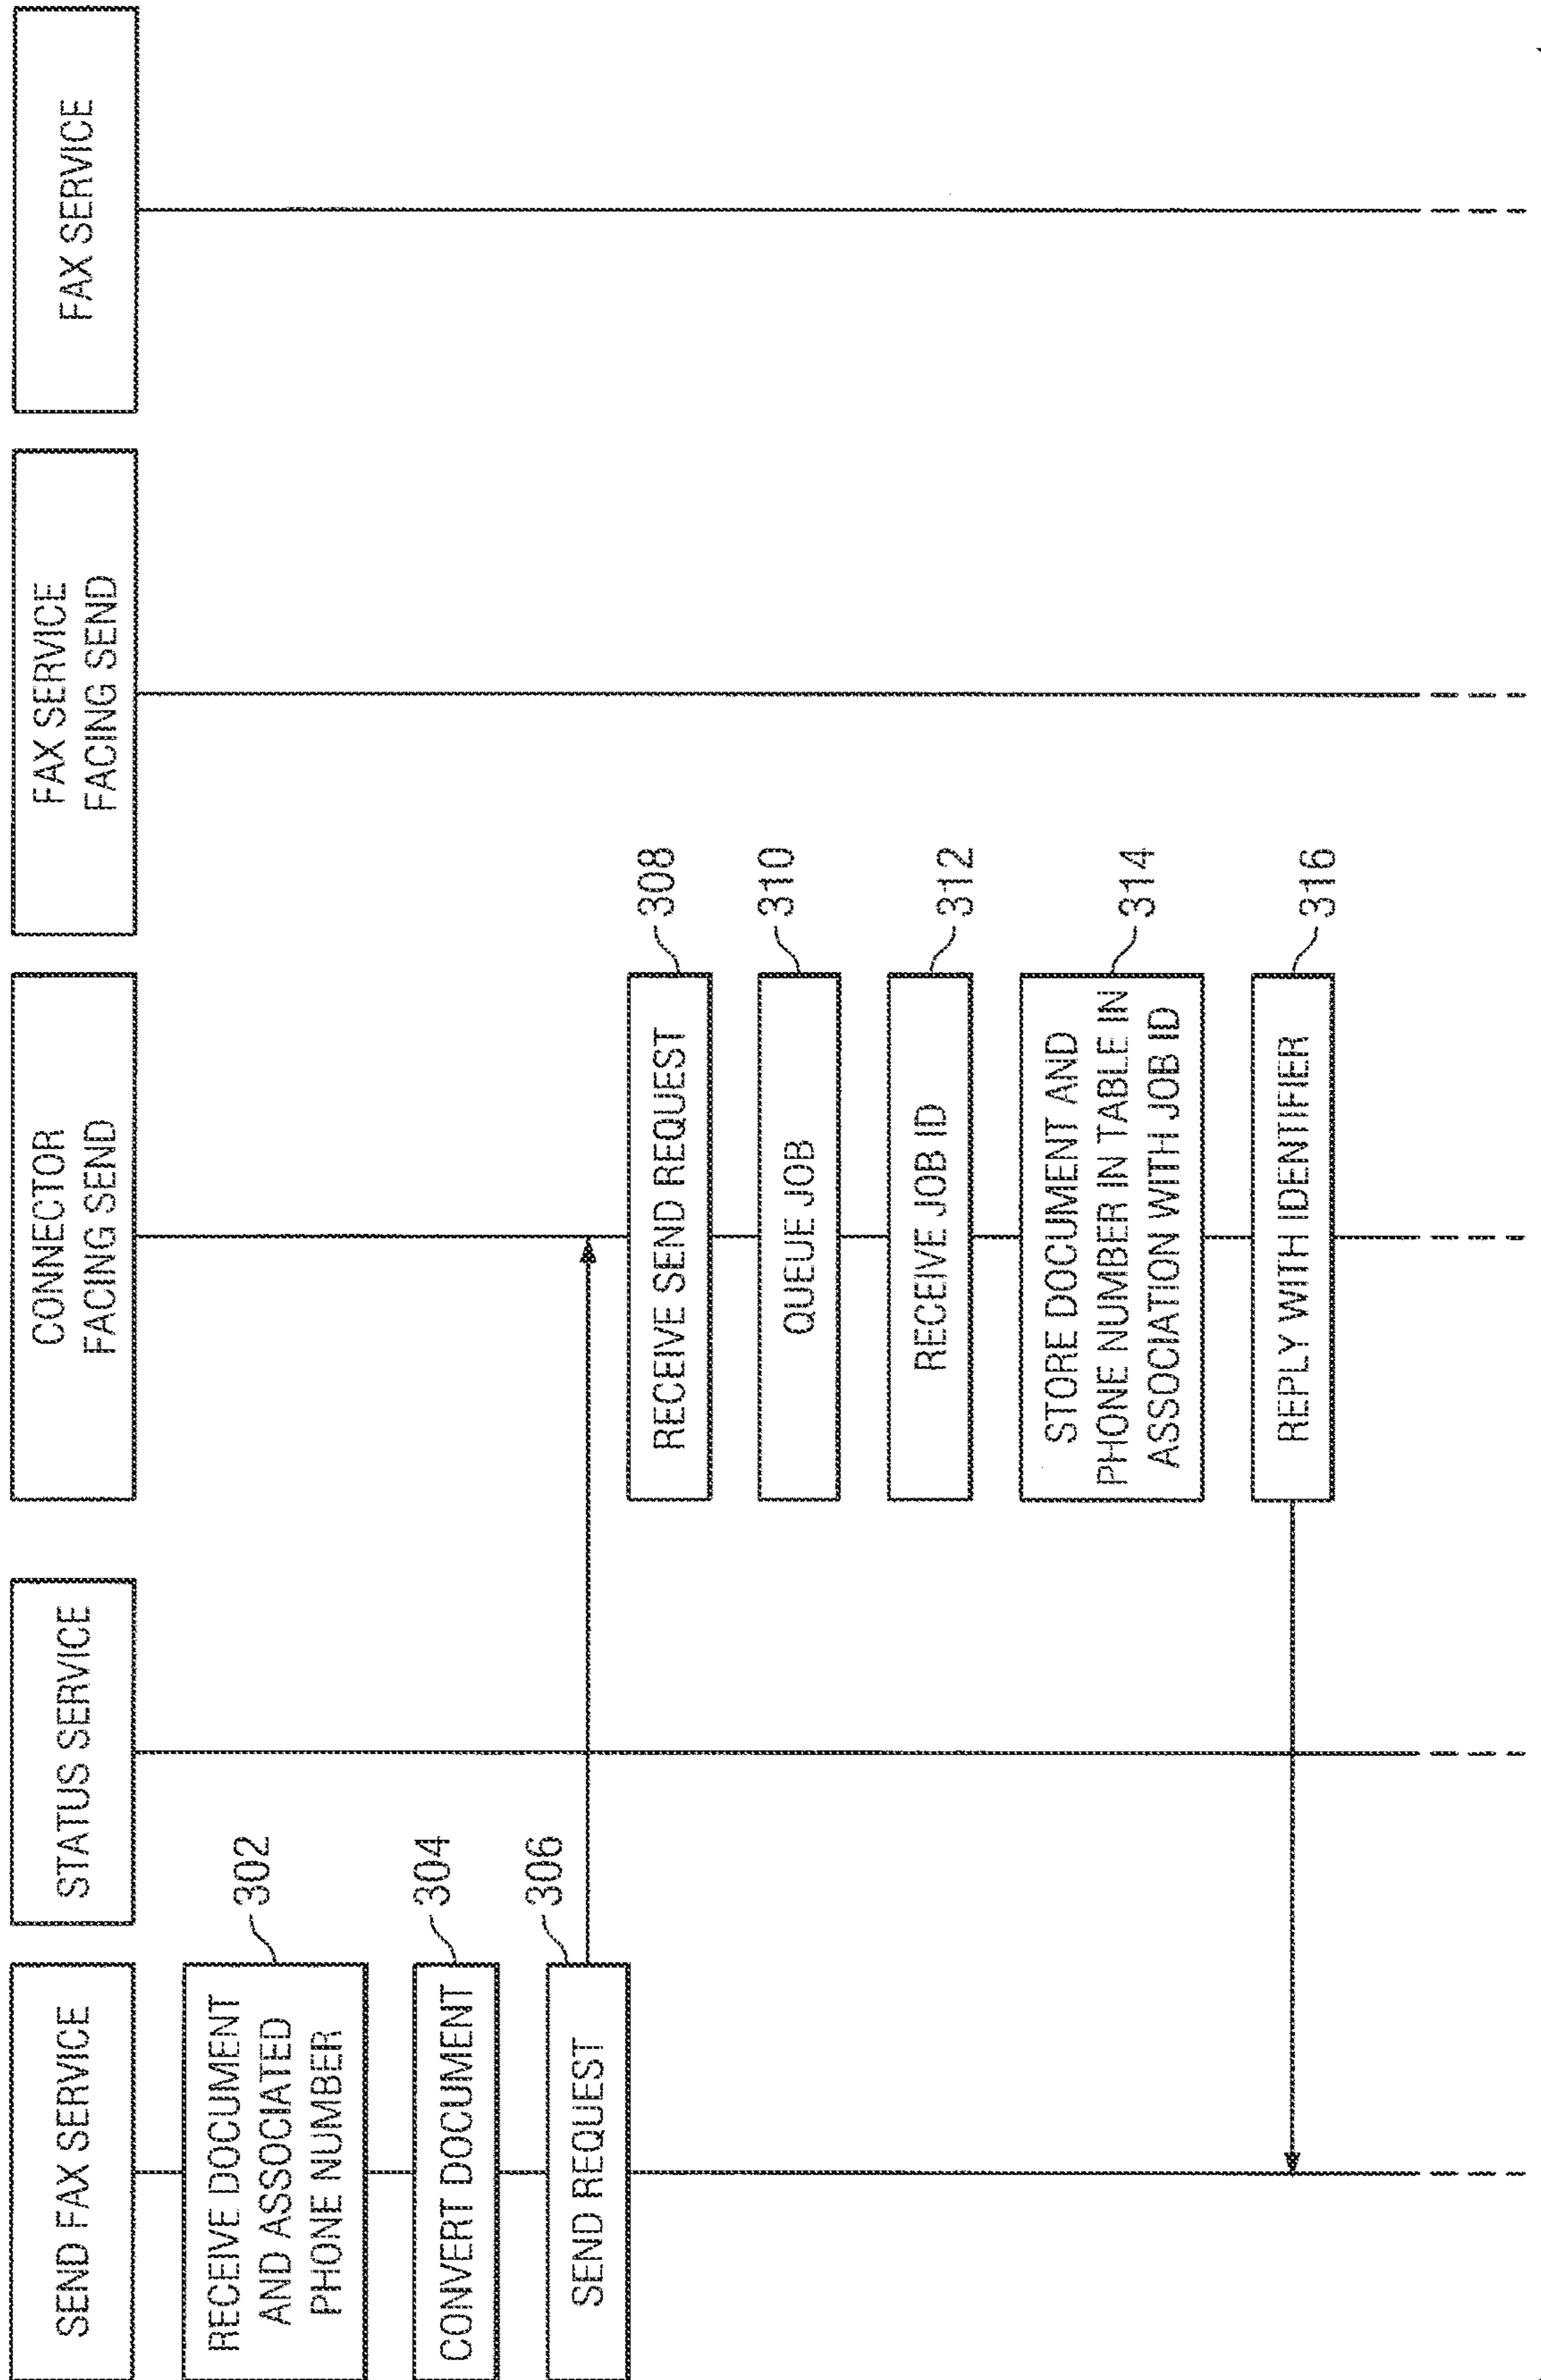 SEND FAX SERVICE
STATUS SERVICE
CONNECTOR
FACING SEND
FAX SERVICE
FACING SEND
FAX SERVICE
RECEIVE DOCUMENT
AND ASSOCIATED
PHONE NUMBER
302
CONVERT DOCUMENT
304
SEND REQUEST
306
RECEIVE SEND REQUEST
308
QUEUE JOB
310
RECEIVE JOB ID
312
STORE DOCUMENT AND
PHONE NUMBER IN TABLE IN
ASSOCIATION WITH JOB ID
314
REPLY WITH IDENTIFIER
316